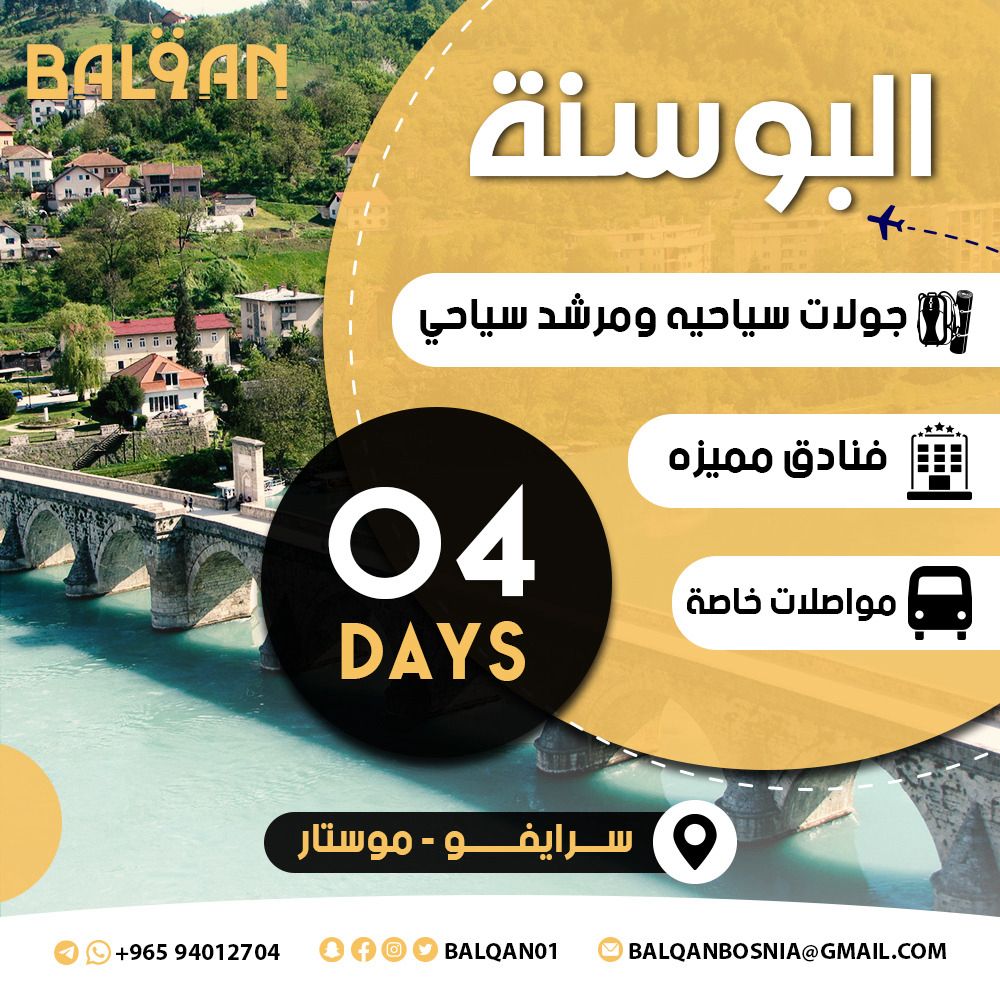 BALQAN
البوسنة
جولات سياحيه ومرشد سياحي
فنادق مميزه
مواصلات خاصة
04
DAYS
سرايفو - موستار
+965 94012704
BALQAN01
BALQANBOSNIA@GMAIL.COM